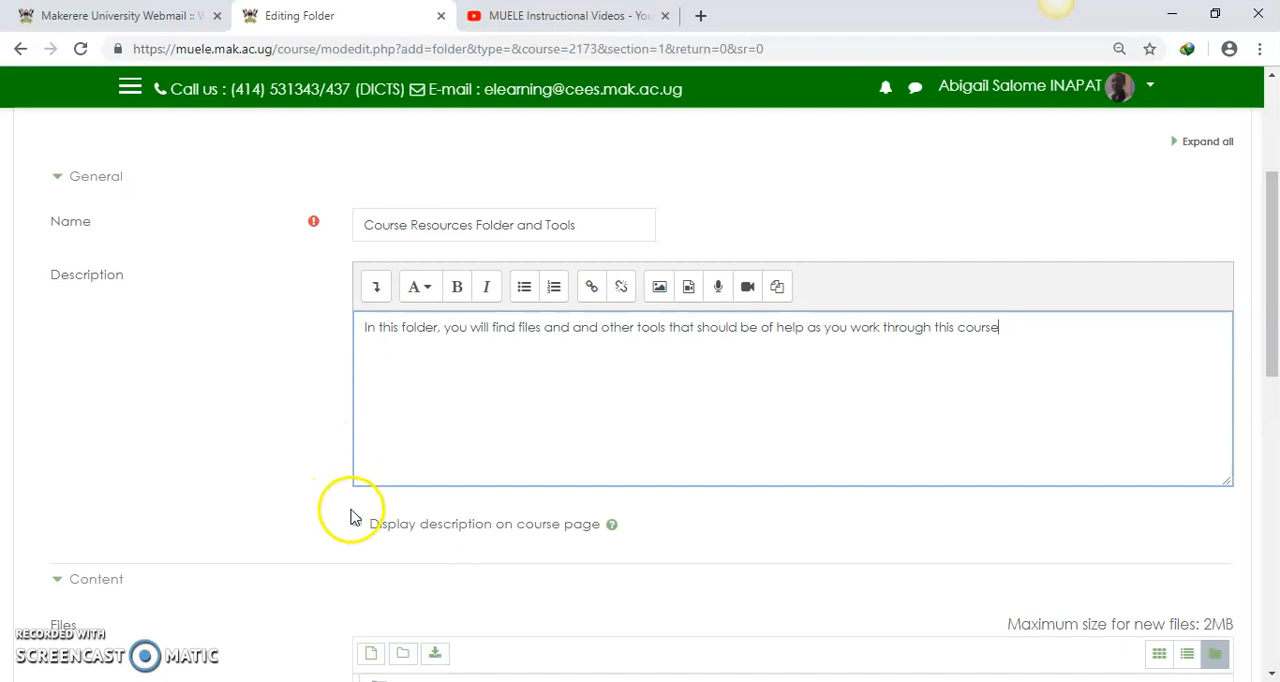 Makerere University Webmail :: W
Editing Folder
MUELE Instructional Videos - You
https://muele.mak.ac.ug/course/modedit.php?add=folder&type=&course=2173&section=1&return=0&sr=0
Call us : (414) 531343/437 (DICTS) E-mail : elearning@cees.mak.ac.ug
Abigail Salome INAPAT
Expand all
General
Name
Course Resources Folder and Tools
Description
A B I
In this folder, you will find files and and other tools that should be of help as you work through this course
Display description on course page
Content
Files
Maximum size for new files: 2MB
RECORDED WITH
SCREENCAST MATIC